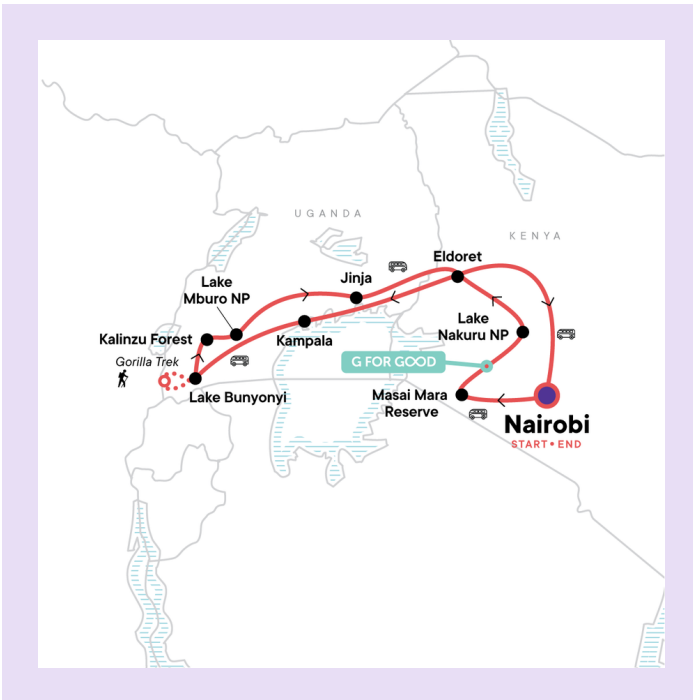 UGANDA
KENYA
Eldoret
Jinja
Lake
Mburo NP
Lake
Nakuru NP
Kampala
Kalinzu Forest
Gorilla Trek
G FOR GOOD
Lake Bunyonyi
Masai Mara
Reserve
Nairobi
START • END